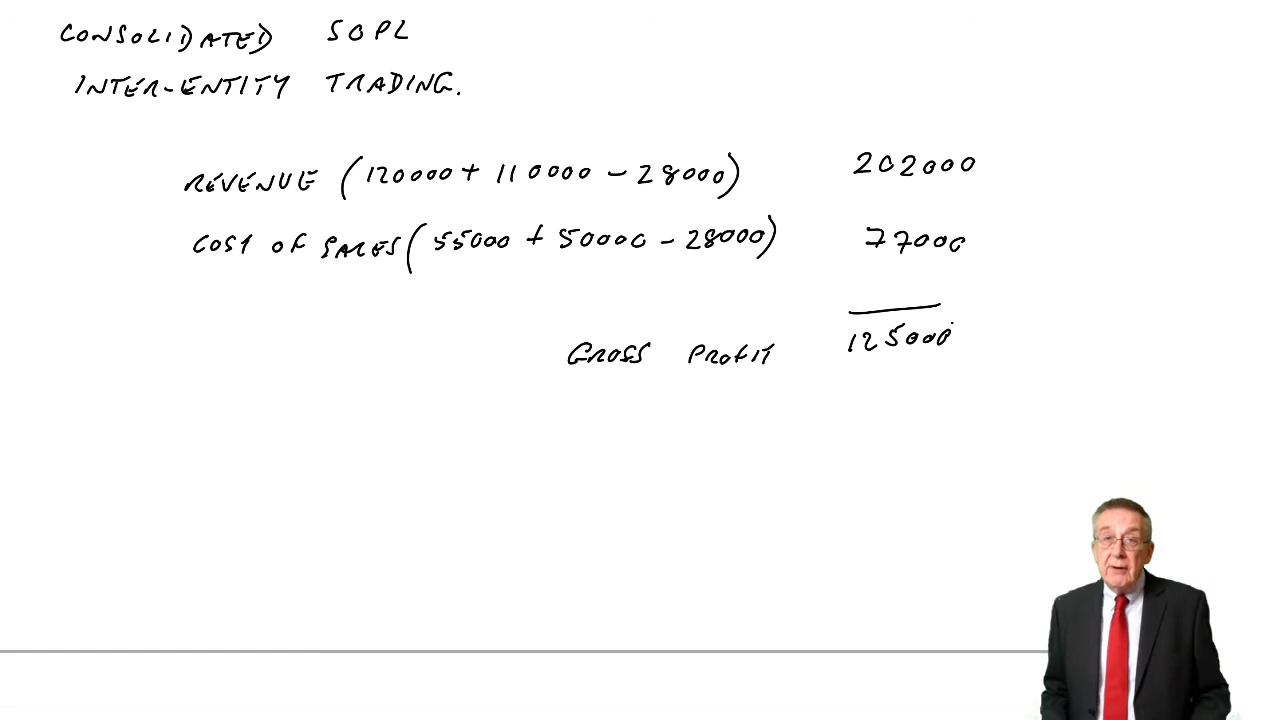 CONSOLIDATED SOPL
INTER-ENTITY TRADING.
REVENUE (120000 + 110000 - 28000) 202000
COST OF SALES (55000 + 50000 - 28000) 77000
GROSS PROFIT 125000